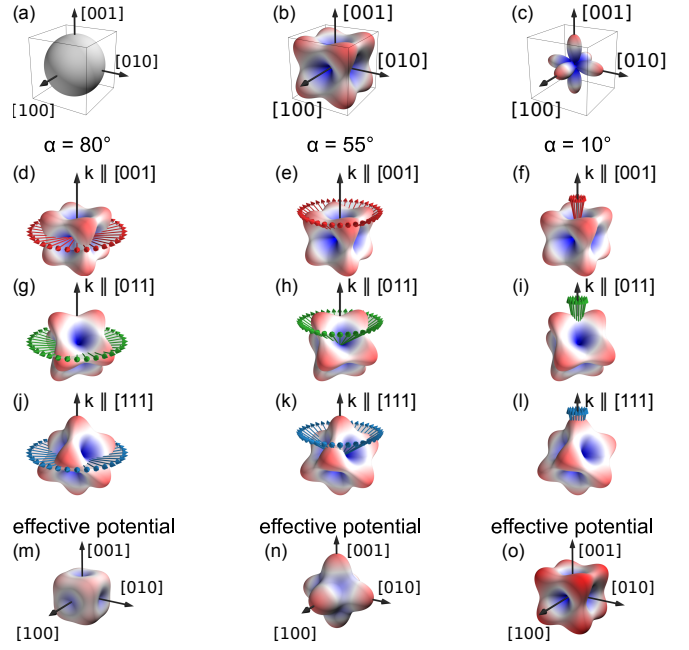 (a) [001] [010] [100]
(b) [001] [010] [100]
(c) [001] [010] [100]
α = 80° α = 55° α = 10°
(d) k ∥ [001] (e) k ∥ [001] (f) k ∥ [001]
(g) k ∥ [011] (h) k ∥ [011] (i) k ∥ [011]
(j) k ∥ [111] (k) k ∥ [111] (l) k ∥ [111]
effective potential effective potential effective potential
(m) [001] [010] [100]
(n) [001] [010] [100]
(o) [001] [010] [100]